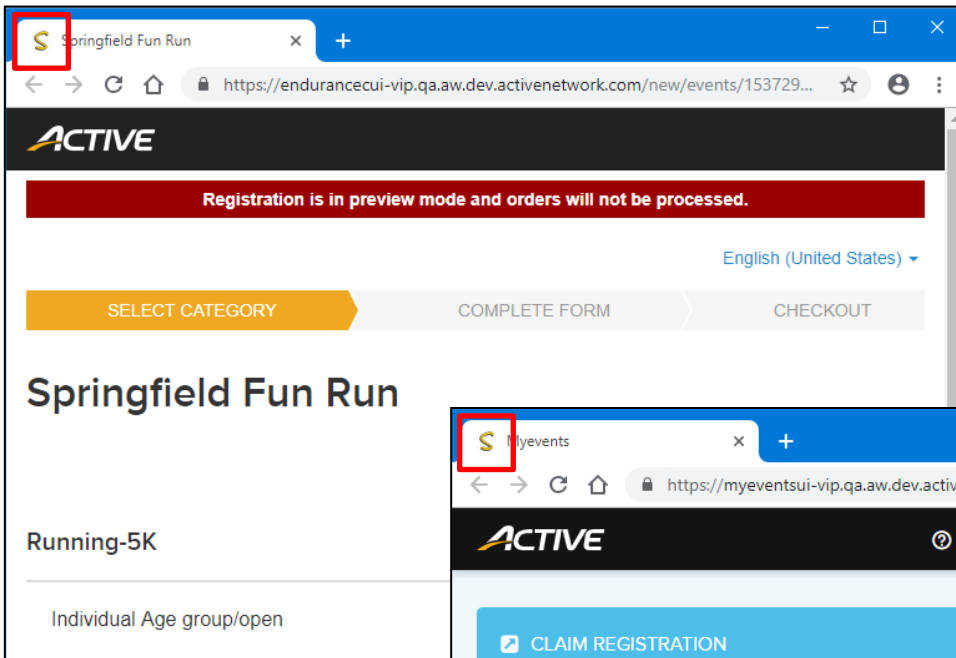 S Springfield Fun Run
https://endurancecui-vip.qa.aw.dev.activenetwork.com/new/events/153729...
ACTIVE
Registration is in preview mode and orders will not be processed.
English (United States)
SELECT CATEGORY COMPLETE FORM CHECKOUT
Springfield Fun Run
S Myevents
https://myeventsui-vip.qa.aw.dev.activ
ACTIVE
Running-5K
Individual Age group/open
CLAIM REGISTRATION